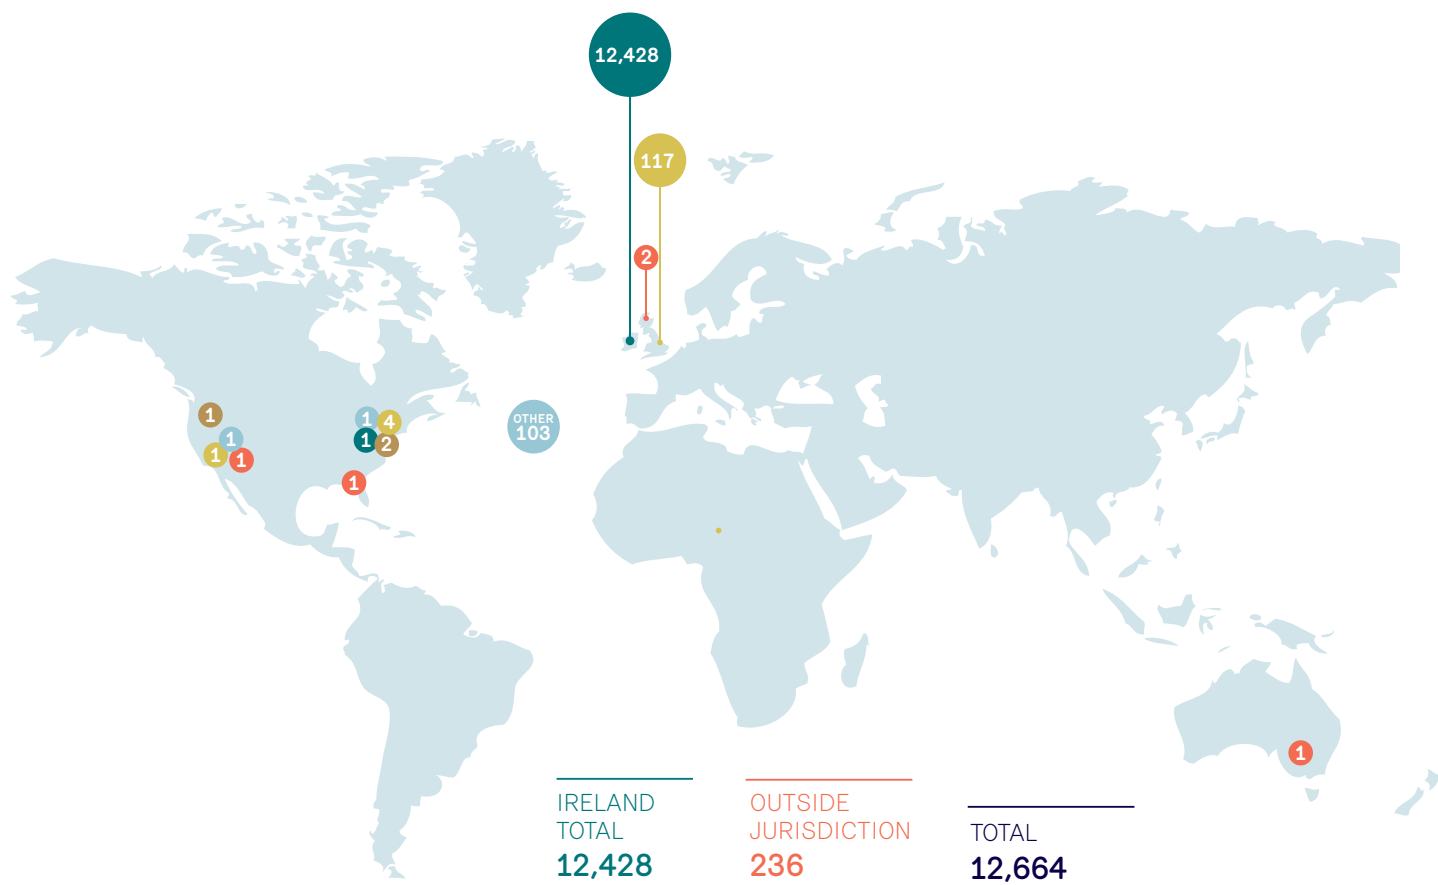 12,428
117
2
1
1
1
1
1
4
1
2
1
OTHER
103
1
IRELAND
TOTAL
12,428
OUTSIDE
JURISDICTION
236
TOTAL
12,664